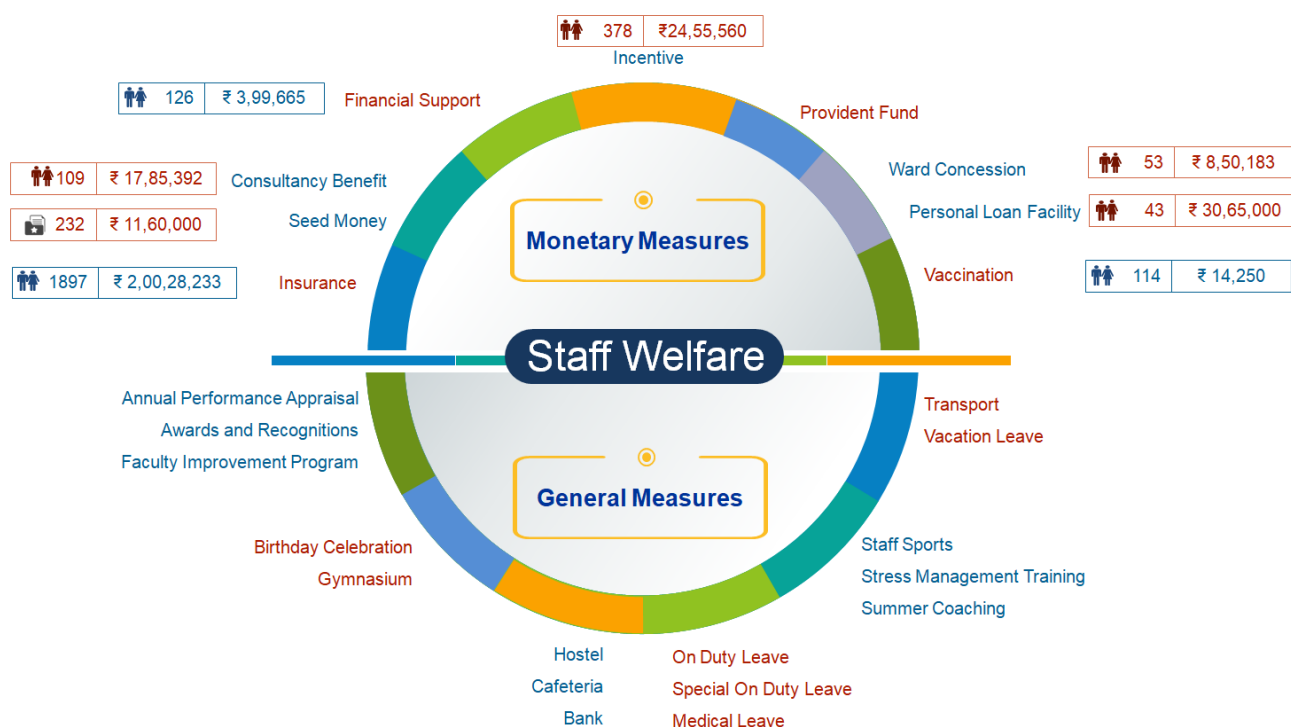 378 ₹24,55,560
Incentive
126 ₹ 3,99,665 Financial Support
Provident Fund
109 ₹ 17,85,392 Consultancy Benefit
Ward Concession 53 ₹ 8,50,183
232 ₹ 11,60,000 Seed Money
Personal Loan Facility 43 ₹ 30,65,000
1897 ₹ 2,00,28,233 Insurance
Vaccination 114 ₹ 14,250
Monetary Measures
Staff Welfare
General Measures
Annual Performance Appraisal
Awards and Recognitions
Faculty Improvement Program
Transport
Vacation Leave
Birthday Celebration
Gymnasium
Staff Sports
Stress Management Training
Summer Coaching
Hostel
Cafeteria
Bank
On Duty Leave
Special On Duty Leave
Medical Leave